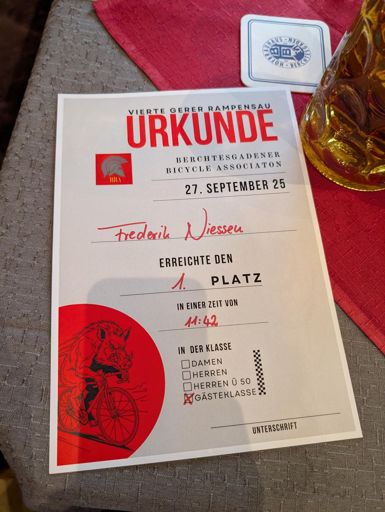 VIERTE GERER RAMPENSAU
URKUNDE
BBA
BERCHTESGADENER
BICYCLE ASSOCIATON
27. SEPTEMBER 25
Frederik Niessen
ERREICHTE DEN
1. PLATZ
IN EINER ZEIT VON
11:42
IN DER KLASSE
DAMEN
HERREN
HERREN Ü 50
GÄSTEKLASSE
UNTERSCHRIFT